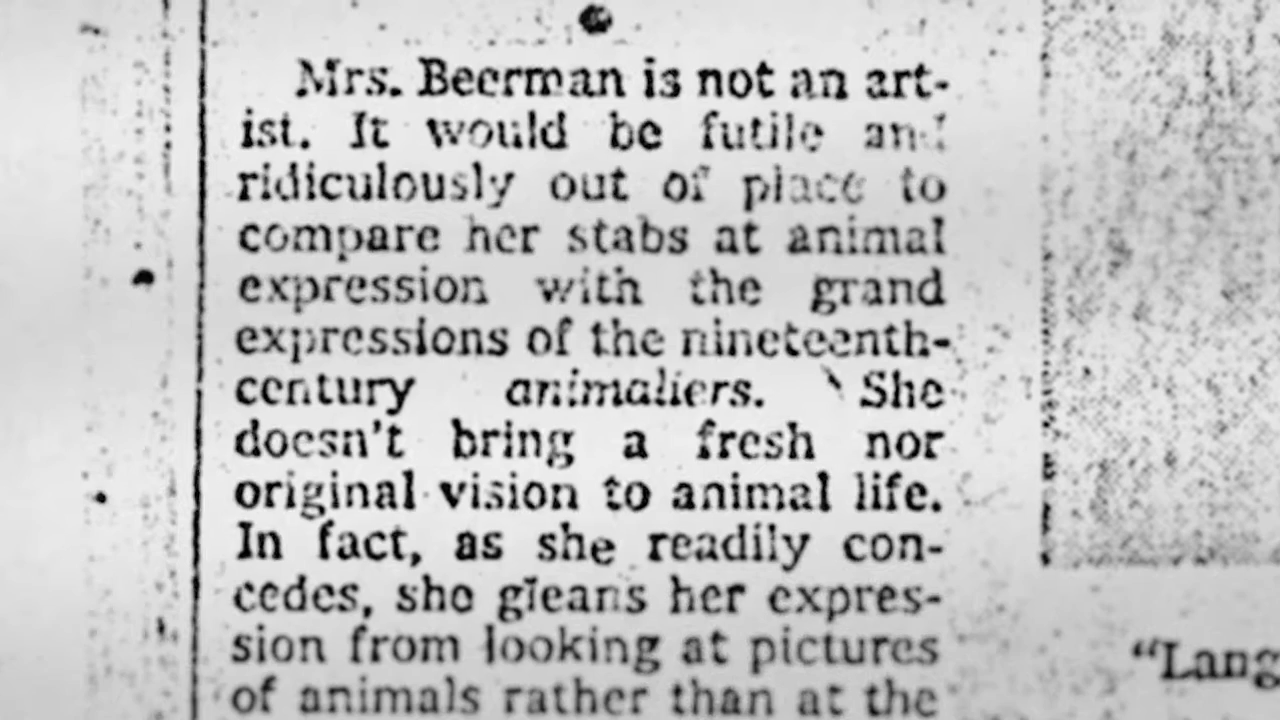 Mrs. Beerman is not an art-
ist. It would be futile and
ridiculously out of place to
compare her stabs at animal
expression with the grand
expressions of the nineteenth-
century animaliers. She
doesn't bring a fresh nor
original vision to animal life.
In fact, as she readily con-
cedes, she gleans her expres-
sion from looking at pictures
of animals rather than at the
"Lang